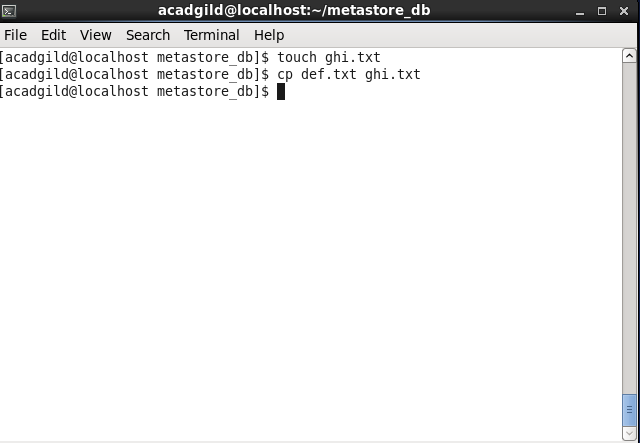 acadgild@localhost:~/metastore_db
File Edit View Search Terminal Help
[acadgild@localhost metastore_db]$ touch ghi.txt
[acadgild@localhost metastore_db]$ cp def.txt ghi.txt
[acadgild@localhost metastore_db]$